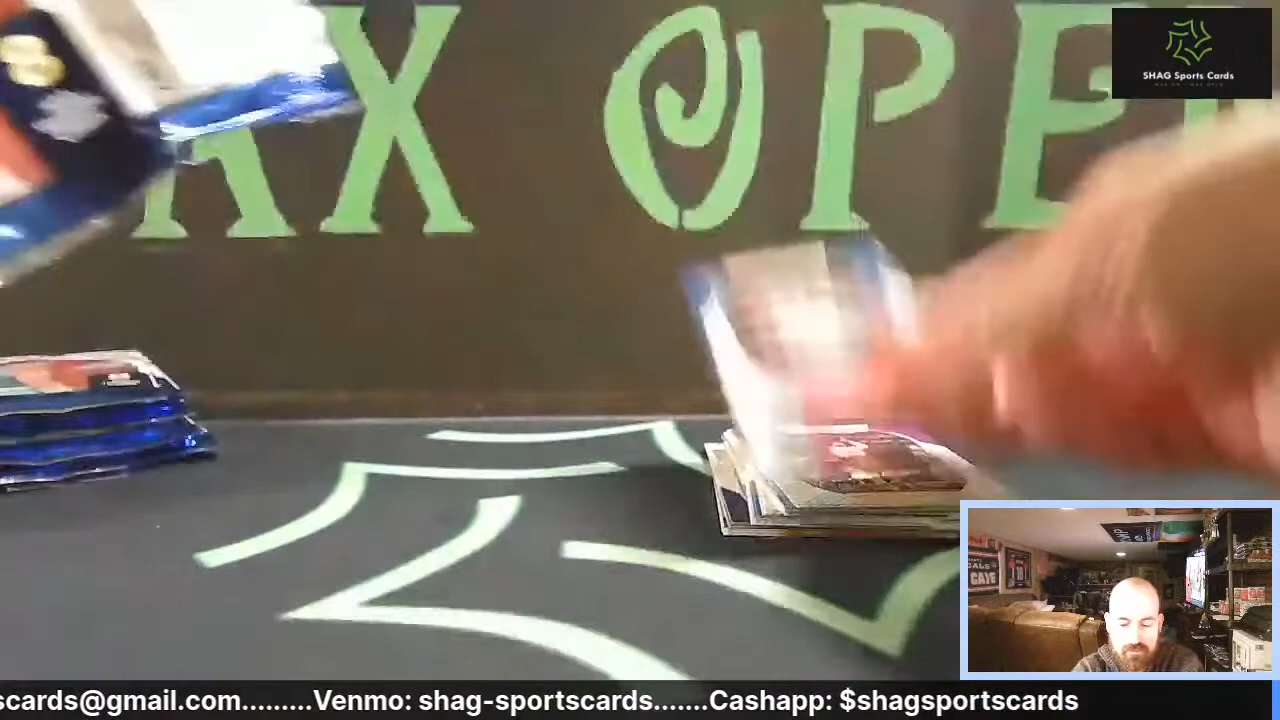 AX OPE
SHAG Sports Cards
scards@gmail.com.........Venmo: shag-sportscards.......Cashapp: $shagsportscards